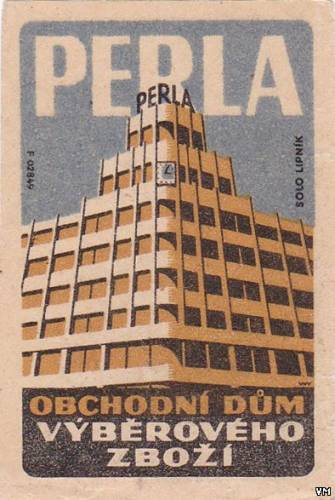 PERLA
PERLA
F 02849
SOLO LIPNÍK
OBCHODNÍ DŮM
VÝBĚROVÉHO
ZBOŽÍ
VM